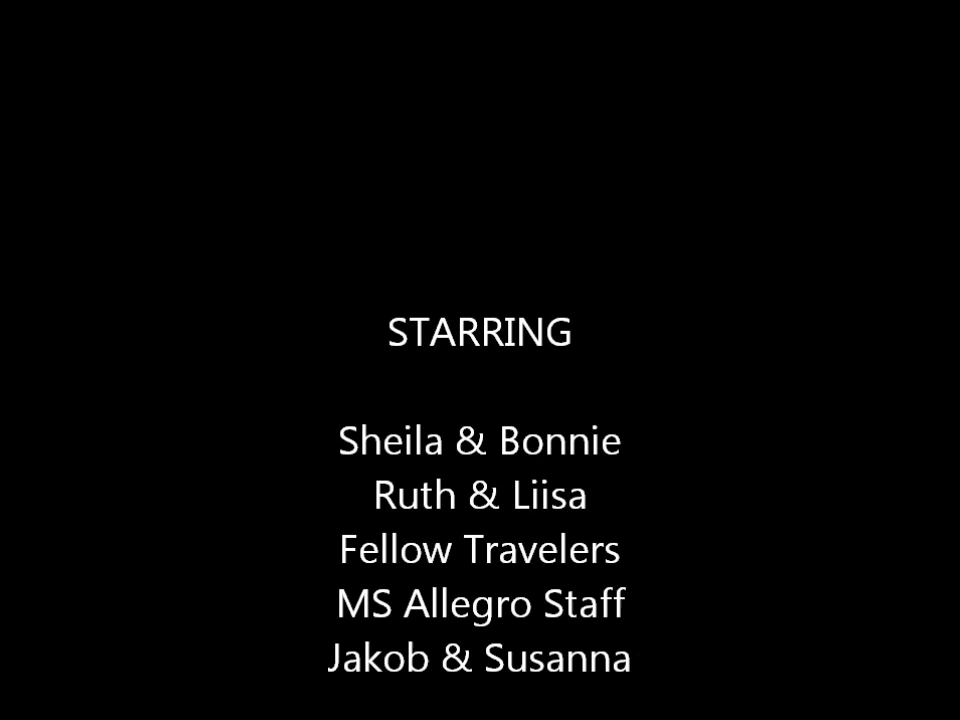 STARRING
Sheila & Bonnie
Ruth & Liisa
Fellow Travelers
MS Allegro Staff
Jakob & Susanna